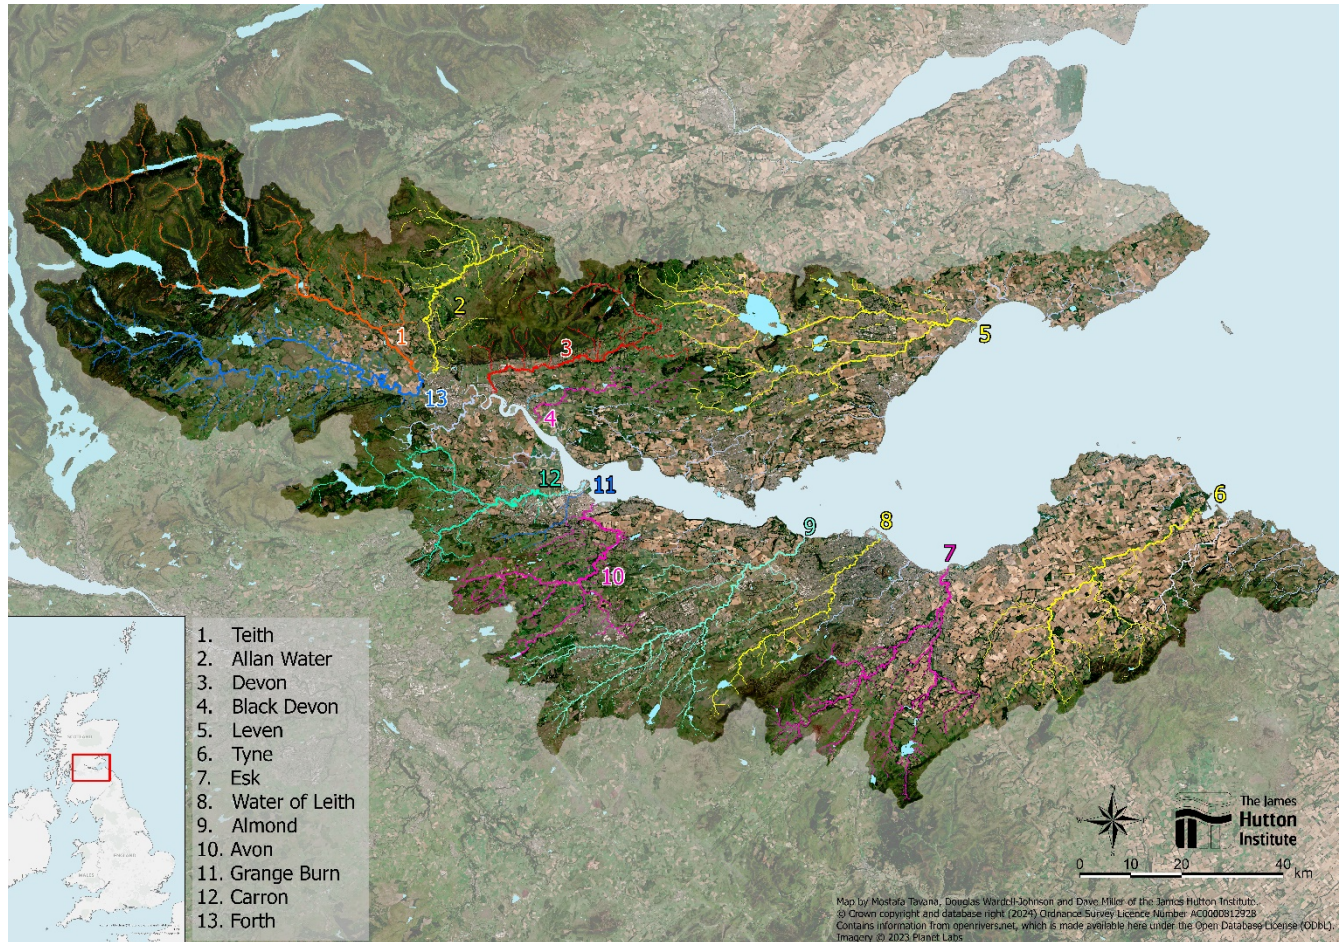 1
2
3
4
5
6
7
8
9
10
11
12
13
1. Teith
2. Allan Water
3. Devon
4. Black Devon
5. Leven
6. Tyne
7. Esk
8. Water of Leith
9. Almond
10. Avon
11. Grange Burn
12. Carron
13. Forth
The James
Hutton
Institute
0 10 20 40
km
Map by Mostafa Tavana, Douglas Wardell-Johnson and Dave Miller of the James Hutton Institute.
© Crown copyright and database right (2024) Ordnance Survey Licence Number AC0000812928
Contains information from openrivers.net, which is made available here under the Open Database License (ODbL)
Imagery © 2023 Planet Labs